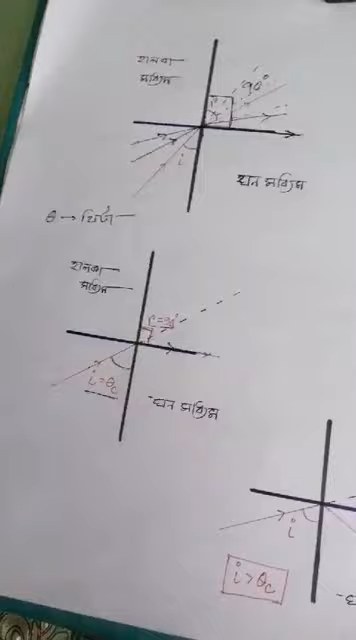 হালকা
মাধ্যম
90°
r
i
ঘন মাধ্যম
θ → থিটা
হালকা
মাধ্যম
r=90°
i=θc
ঘন মাধ্যম
i
i>θc